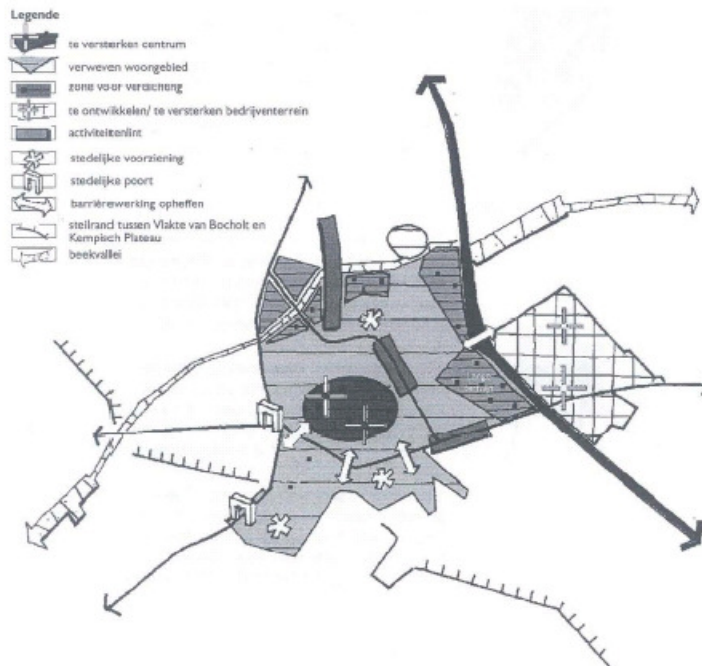 Legende
te versterken centrum
verweven woongebied
zone voor verdichting
te ontwikkelen/ te versterken bedrijventerrein
activiteitenlint
stedelijke voorziening
stedelijke poort
barrièrewerking opheffen
steilrand tussen Vlakte van Bocholt en
Kempisch Plateau
beekvallei